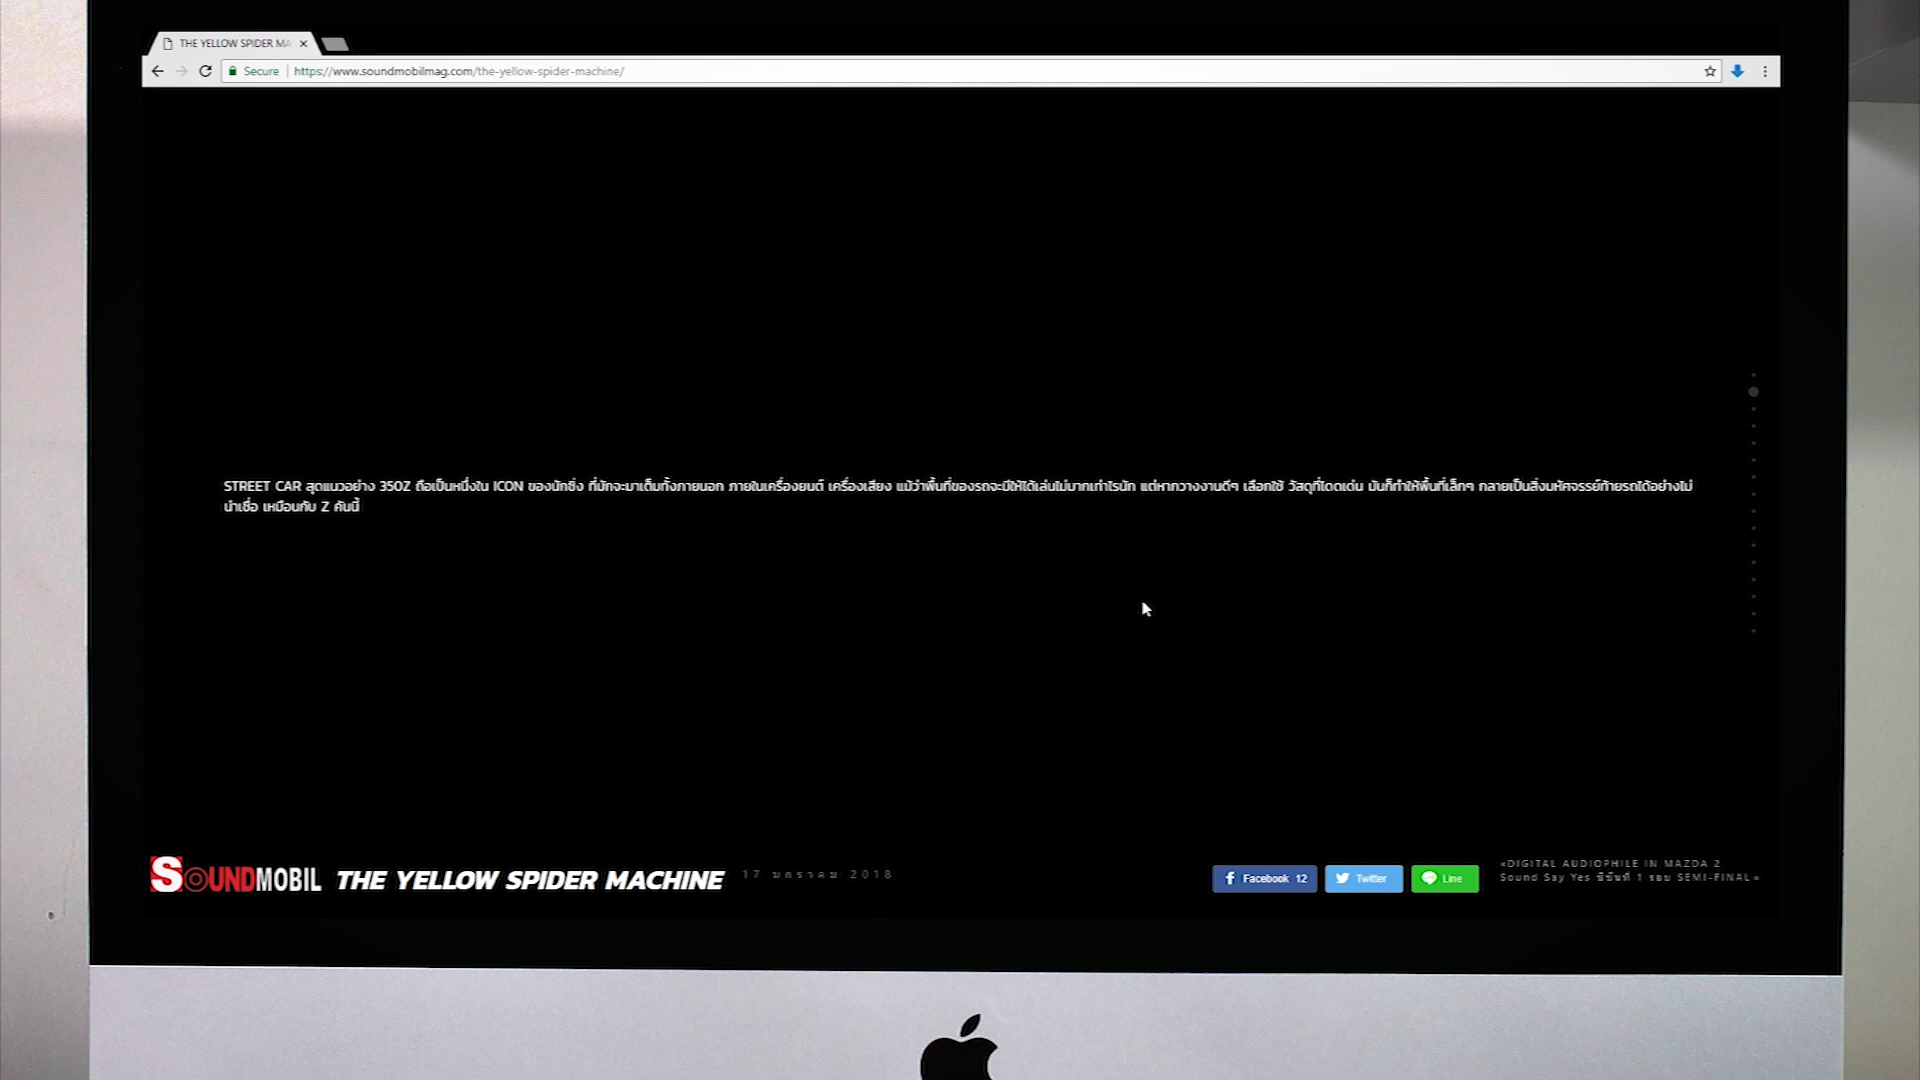 THE YELLOW SPIDER MA
Secure https://www.soundmobilmag.com/the-yellow-spider-machine/
STREET CAR สุดแนวอย่าง 350Z ถือเป็นหนึ่งใน ICON ของนักซิ่ง ที่มักจะมาเต็มทั้งภายนอก ภายในเครื่องยนต์ เครื่องเสียง แม้ว่าพื้นที่ของรถจะมีให้ได้เล่นไม่มากเท่าไรนัก แต่หากวางงานดีๆ เลือกใช้ วัสดุที่โดดเด่น มันก็ทำให้พื้นที่เล็กๆ กลายเป็นสิ่งมหัศจรรย์ท้ายรถได้อย่างไม่
น่าเชื่อ เหมือนกับ Z คันนี้
SOUNDMOBIL THE YELLOW SPIDER MACHINE 17 มกราคม 2018
Facebook 12 Twitter Line
«DIGITAL AUDIOPHILE IN MAZDA 2
Sound Say Yes ซีซันที่ 1 รอบ SEMI-FINAL»